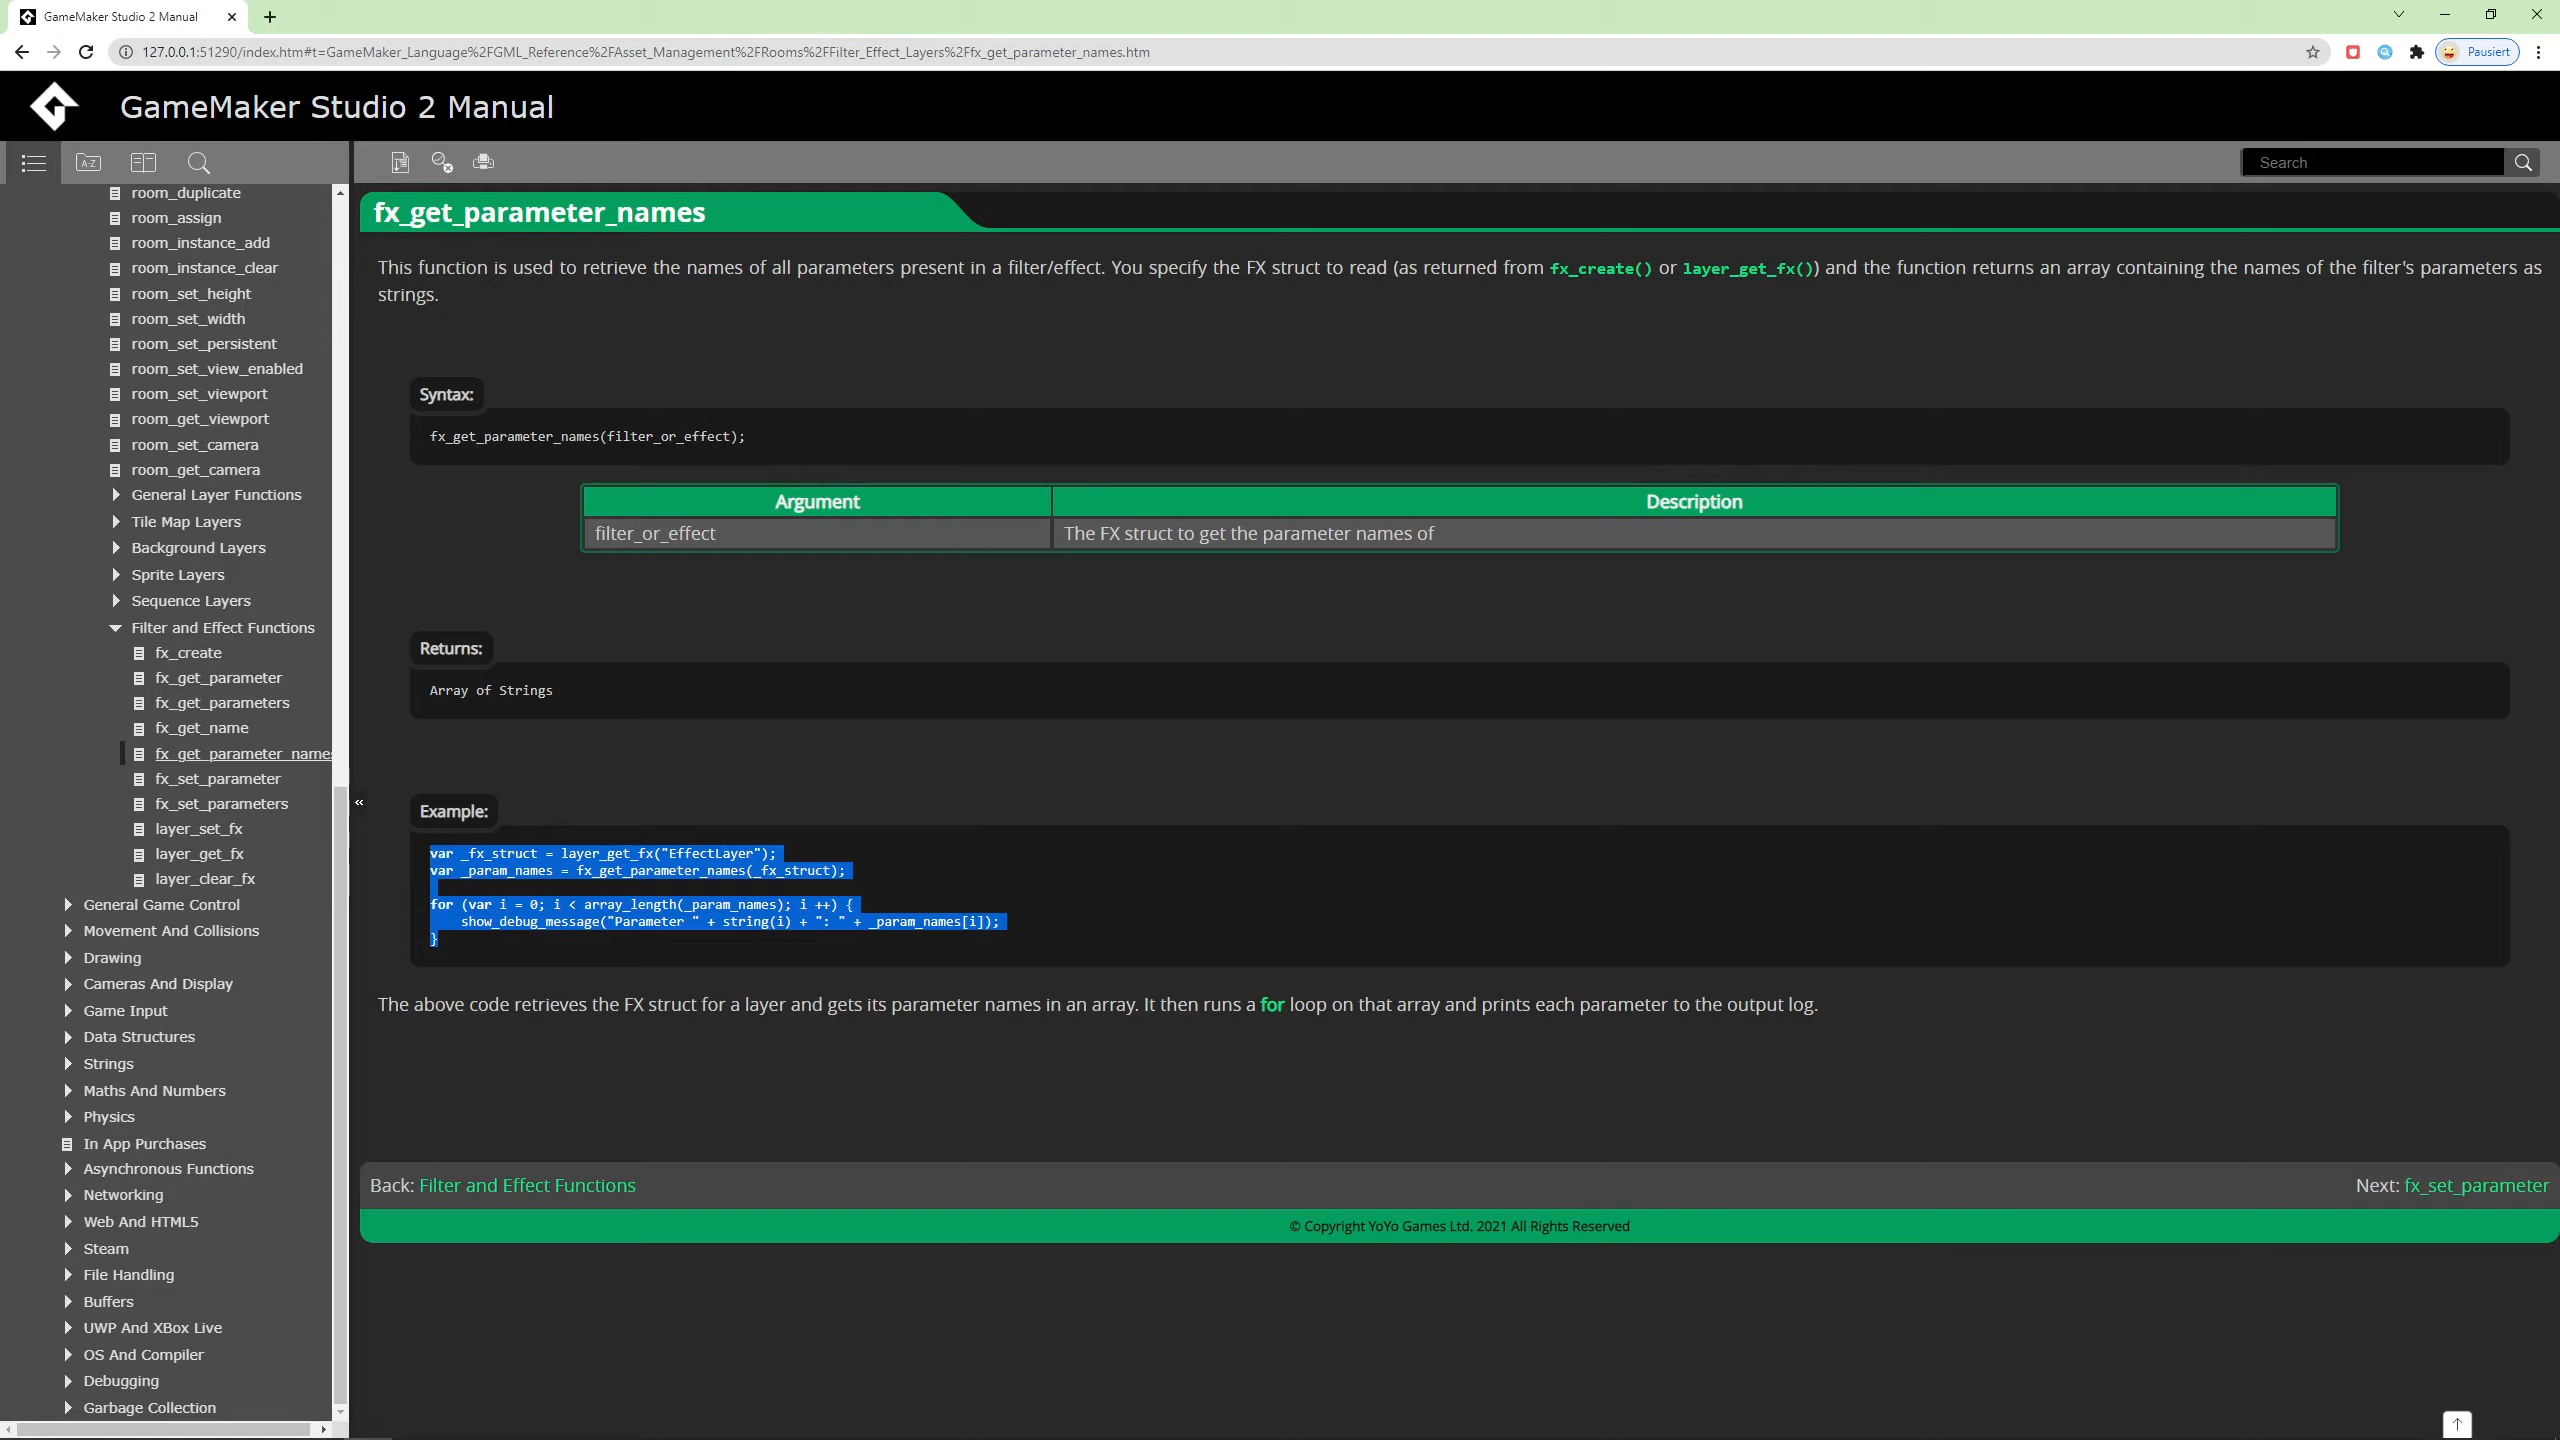 GameMaker Studio 2 Manual
127.0.0.1:51290/index.htm#t=GameMaker_Language%2FGML_Reference%2FAsset_Management%2FRooms%2FFilter_Effect_Layers%2Ffx_get_parameter_names.htm
Pausiert
GameMaker Studio 2 Manual
A-Z
Search
room_duplicate
room_assign
room_instance_add
room_instance_clear
room_set_height
room_set_width
room_set_persistent
room_set_view_enabled
room_set_viewport
room_get_viewport
room_set_camera
room_get_camera
General Layer Functions
Tile Map Layers
Background Layers
Sprite Layers
Sequence Layers
Filter and Effect Functions
fx_create
fx_get_parameter
fx_get_parameters
fx_get_name
fx_get_parameter_names
fx_set_parameter
fx_set_parameters
layer_set_fx
layer_get_fx
layer_clear_fx
General Game Control
Movement And Collisions
Drawing
Cameras And Display
Game Input
Data Structures
Strings
Maths And Numbers
Physics
In App Purchases
Asynchronous Functions
Networking
Web And HTML5
Steam
File Handling
Buffers
UWP And XBox Live
OS And Compiler
Debugging
Garbage Collection
«
fx_get_parameter_names
This function is used to retrieve the names of all parameters present in a filter/effect. You specify the FX struct to read (as returned from fx_create() or layer_get_fx()) and the function returns an array containing the names of the filter's parameters as
strings.
Syntax:
fx_get_parameter_names(filter_or_effect);
Argument Description
filter_or_effect The FX struct to get the parameter names of
Returns:
Array of Strings
Example:
var _fx_struct = layer_get_fx("EffectLayer");
var _param_names = fx_get_parameter_names(_fx_struct);
for (var i = 0; i < array_length(_param_names); i ++) {
show_debug_message("Parameter " + string(i) + ": " + _param_names[i]);
}
The above code retrieves the FX struct for a layer and gets its parameter names in an array. It then runs a for loop on that array and prints each parameter to the output log.
Back: Filter and Effect Functions
Next: fx_set_parameter
© Copyright YoYo Games Ltd. 2021 All Rights Reserved